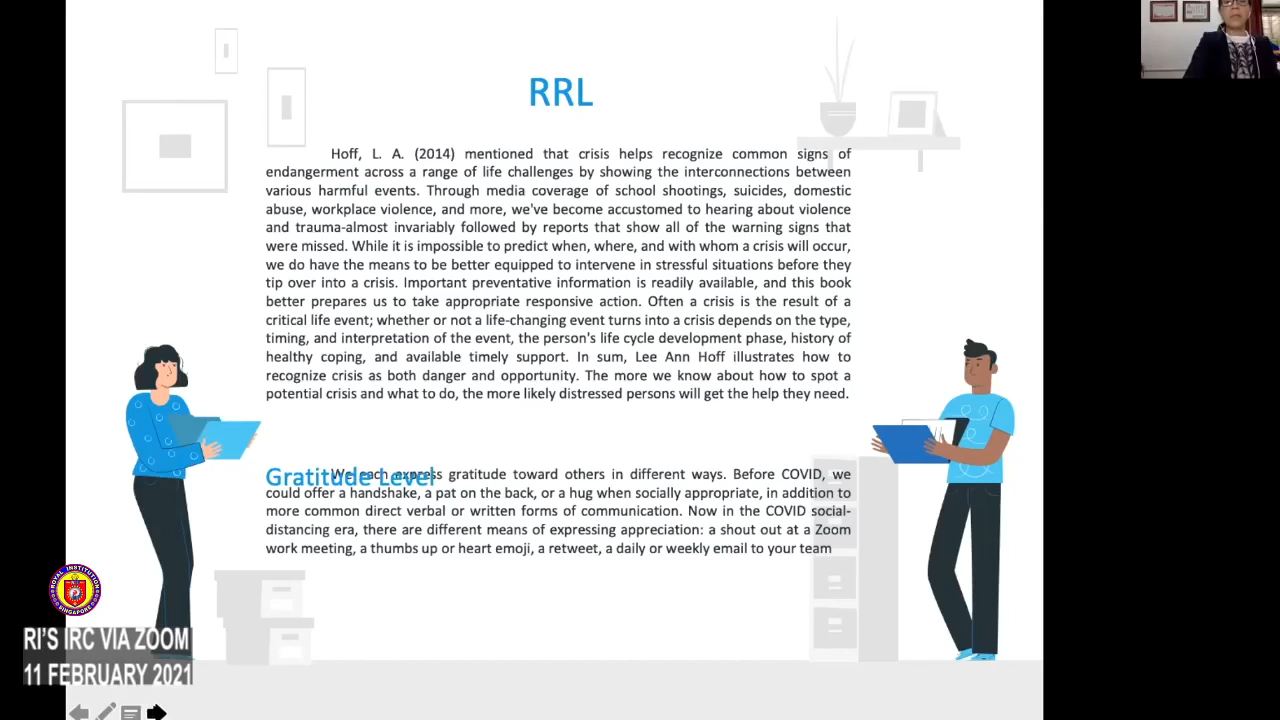 RRL
Hoff, L. A. (2014) mentioned that crisis helps recognize common signs of
endangerment across a range of life challenges by showing the interconnections between
various harmful events. Through media coverage of school shootings, suicides, domestic
abuse, workplace violence, and more, we've become accustomed to hearing about violence
and trauma-almost invariably followed by reports that show all of the warning signs that
were missed. While it is impossible to predict when, where, and with whom a crisis will occur,
we do have the means to be better equipped to intervene in stressful situations before they
tip over into a crisis. Important preventative information is readily available, and this book
better prepares us to take appropriate responsive action. Often a crisis is the result of a
critical life event; whether or not a life-changing event turns into a crisis depends on the type,
timing, and interpretation of the event, the person's life cycle development phase, history of
healthy coping, and available timely support. In sum, Lee Ann Hoff illustrates how to
recognize crisis as both danger and opportunity. The more we know about how to spot a
potential crisis and what to do, the more likely distressed persons will get the help they need.
Gratitude Level
We each express gratitude toward others in different ways. Before COVID, we
could offer a handshake, a pat on the back, or a hug when socially appropriate, in addition to
more common direct verbal or written forms of communication. Now in the COVID social-
distancing era, there are different means of expressing appreciation: a shout out at a Zoom
work meeting, a thumbs up or heart emoji, a retweet, a daily or weekly email to your team
ROYAL INSTITUTION
SINGAPORE
RI'S IRC VIA ZOOM
11 FEBRUARY 2021